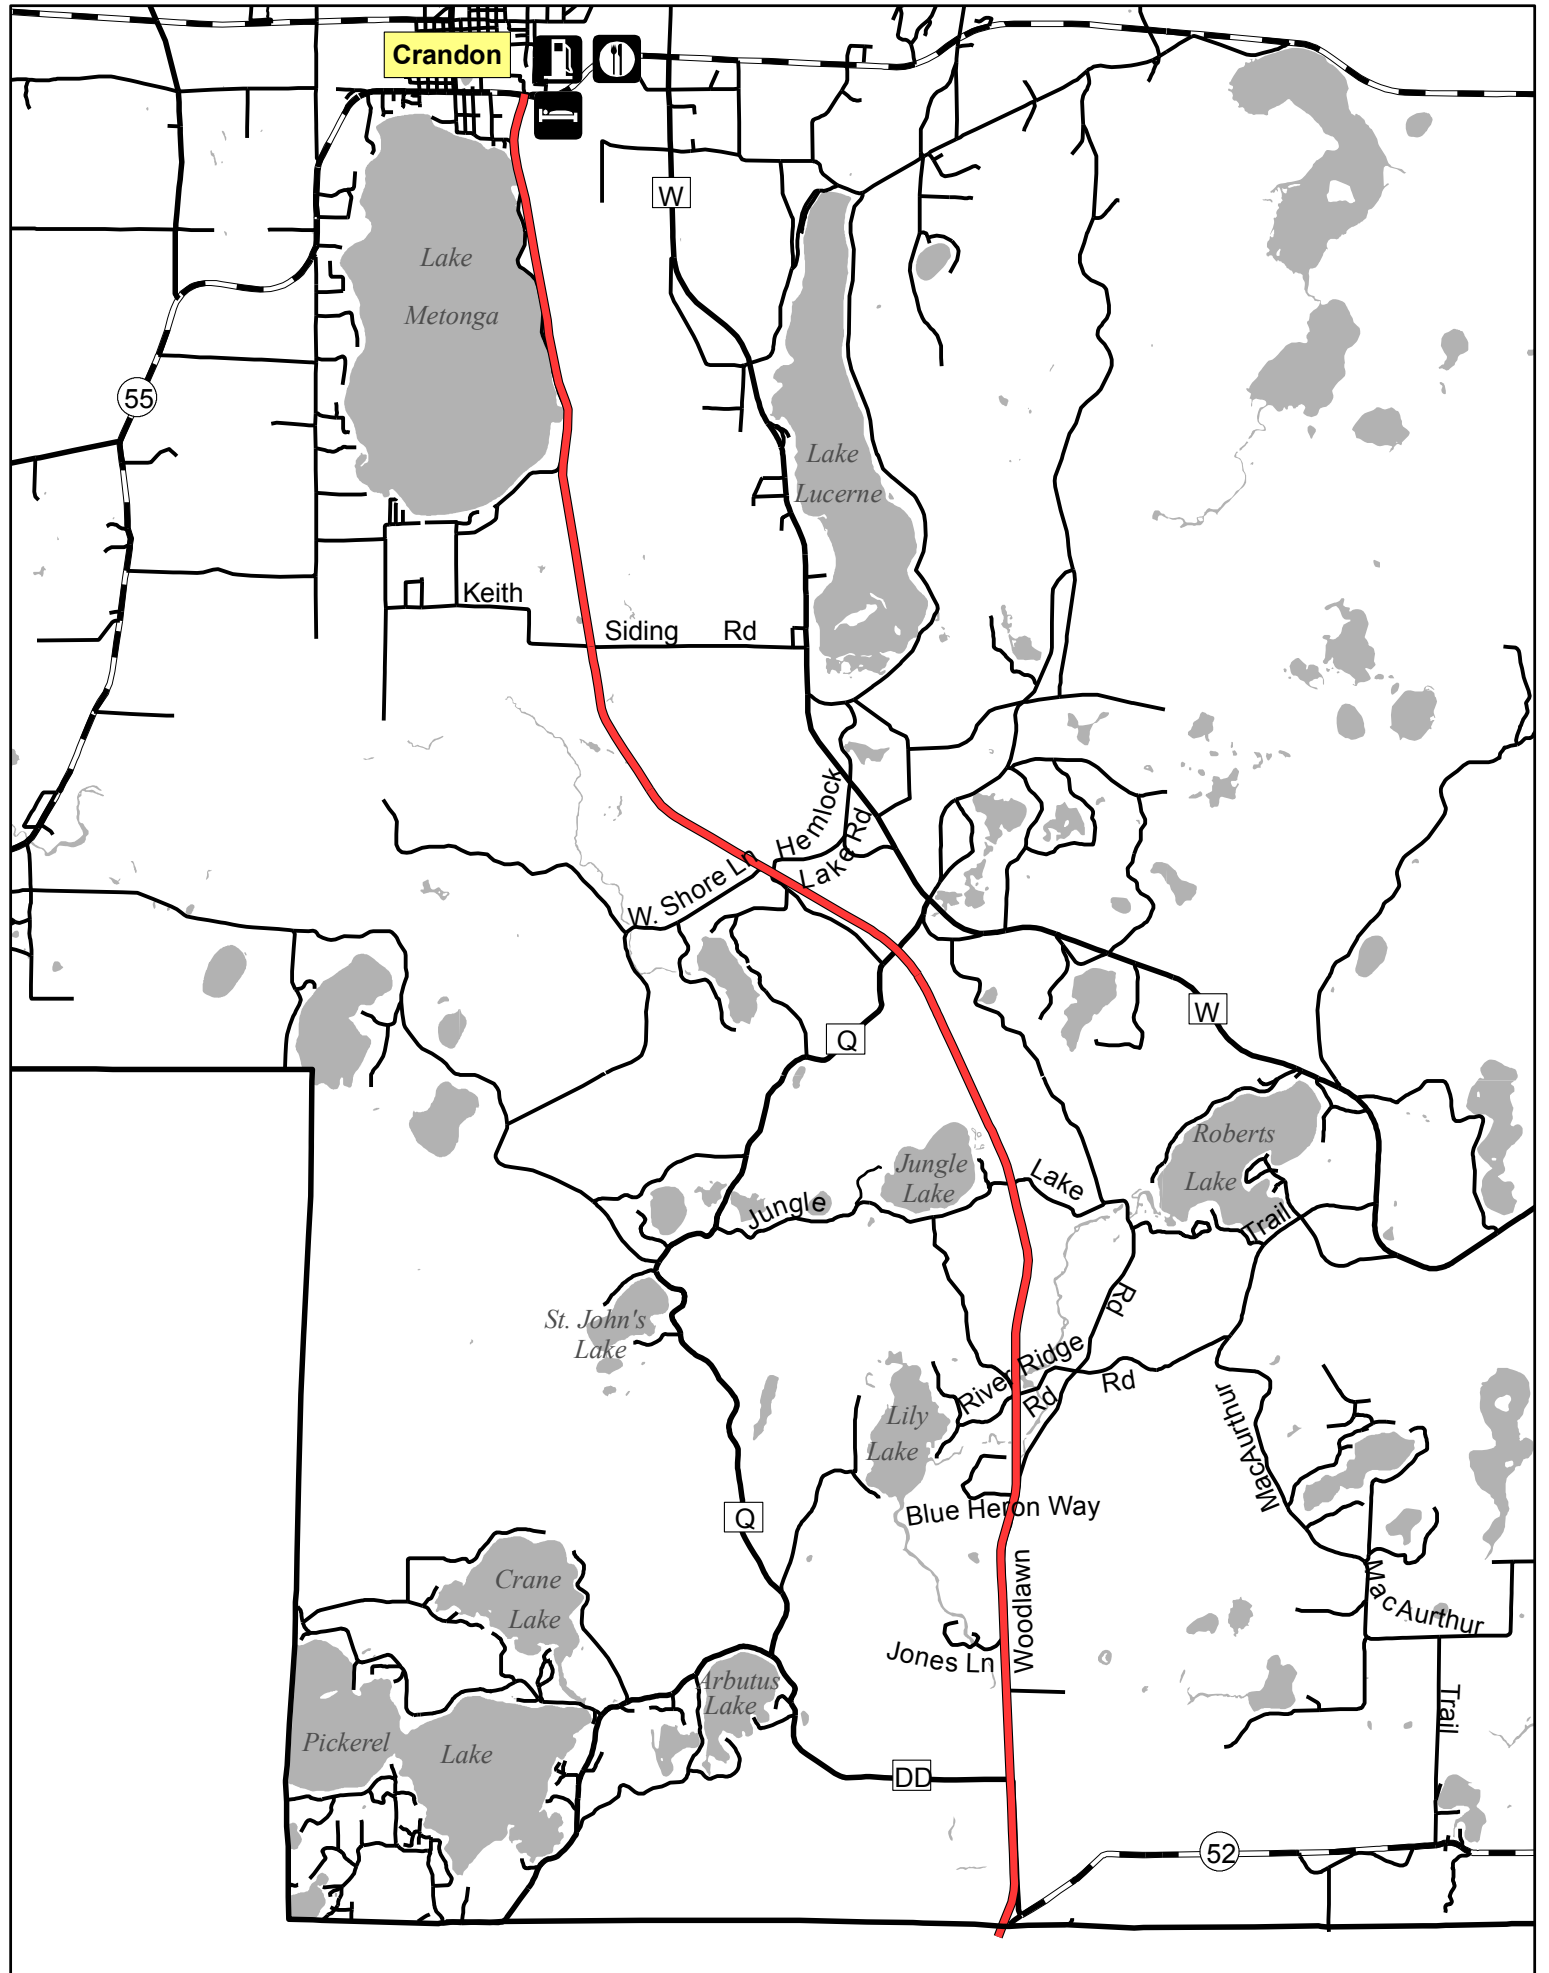 Crandon
W
Lake
Metonga
55
Lake
Lucerne
Keith
Siding Rd
Hemlock
Lake Rd
W. Shore Ln
W
Q
Roberts
Lake
Jungle
Lake
Lake
Jungle
Trail
Rd
St. John's
Lake
River Ridge
Rd
Rd
MacAurthur
Lily
Lake
Blue Heron Way
Q
Woodlawn
Crane
Lake
MacAurthur
Jones Ln
Arbutus
Lake
Trail
Pickerel
Lake
DD
52